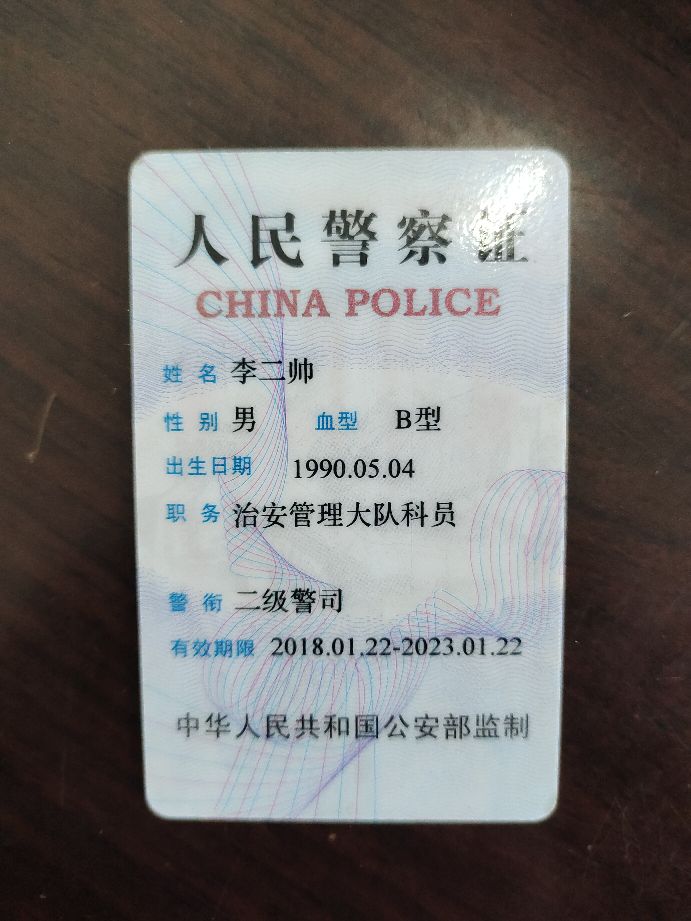 人民警察证
CHINA POLICE
姓名 李二帅
性别 男 血型 B型
出生日期 1990.05.04
职务 治安管理大队科员
警衔 二级警司
有效期限 2018.01.22-2023.01.22
中华人民共和国公安部监制